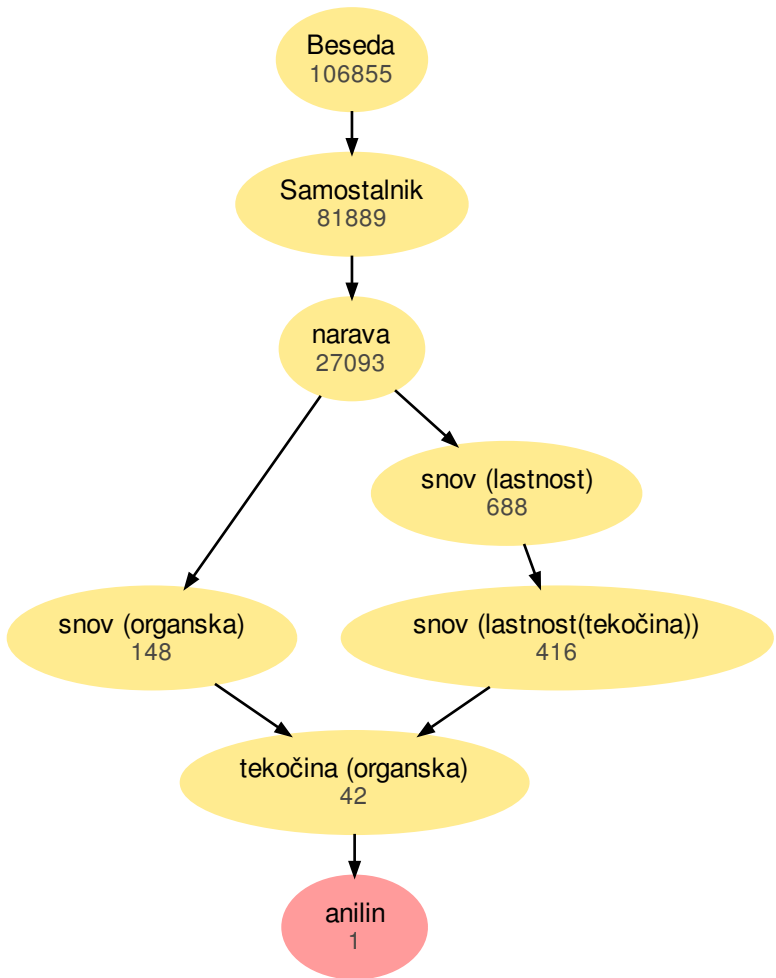 Beseda
106855
Samostalnik
81889
narava
27093
snov (lastnost)
688
snov (organska)
148
snov (lastnost(tekočina))
416
tekočina (organska)
42
anilin
1